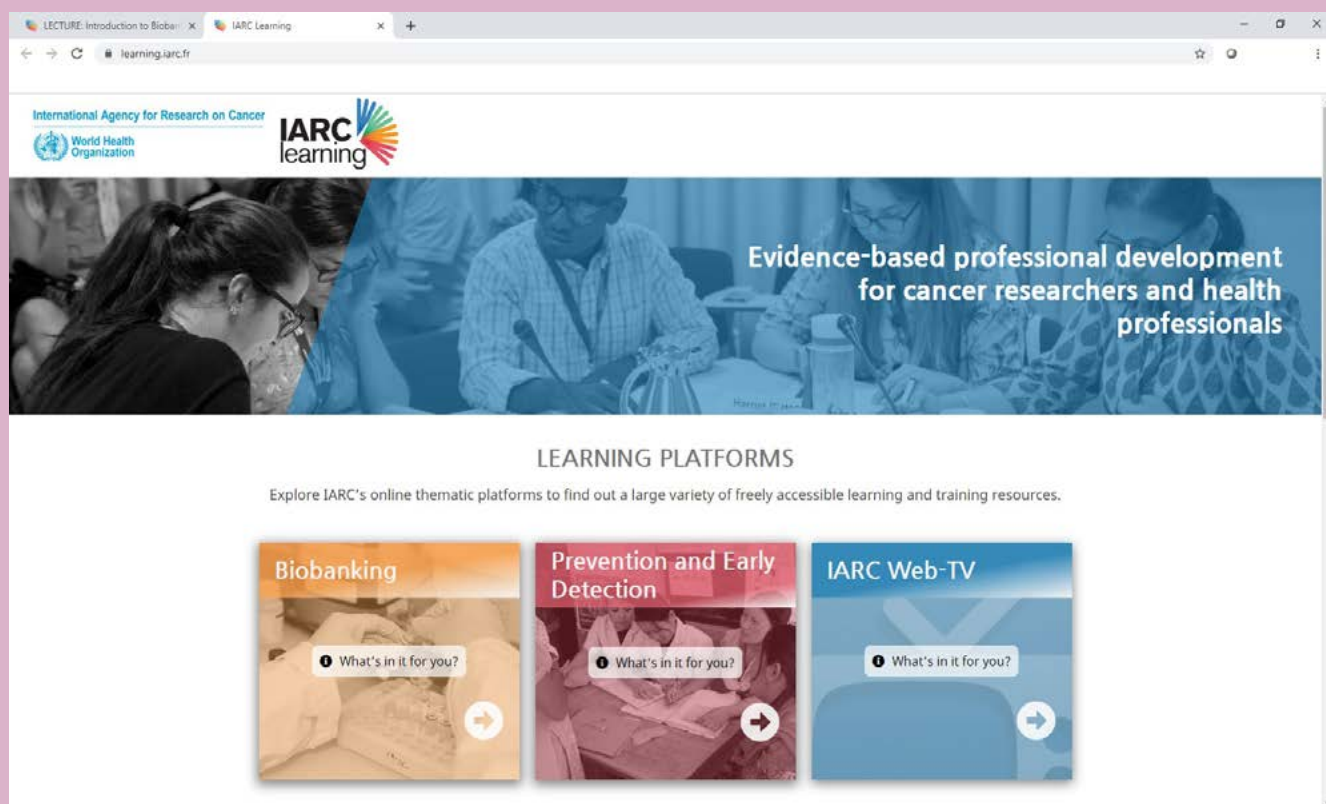 LECTURE: Introduction to Bioban
IARC Learning
learning.iarc.fr
International Agency for Research on Cancer
World Health
Organization
IARC
learning
Evidence-based professional development
for cancer researchers and health
professionals
LEARNING PLATFORMS
Explore IARC's online thematic platforms to find out a large variety of freely accessible learning and training resources.
Biobanking
Prevention and Early
Detection
IARC Web-TV
What's in it for you?
What's in it for you?
What's in it for you?